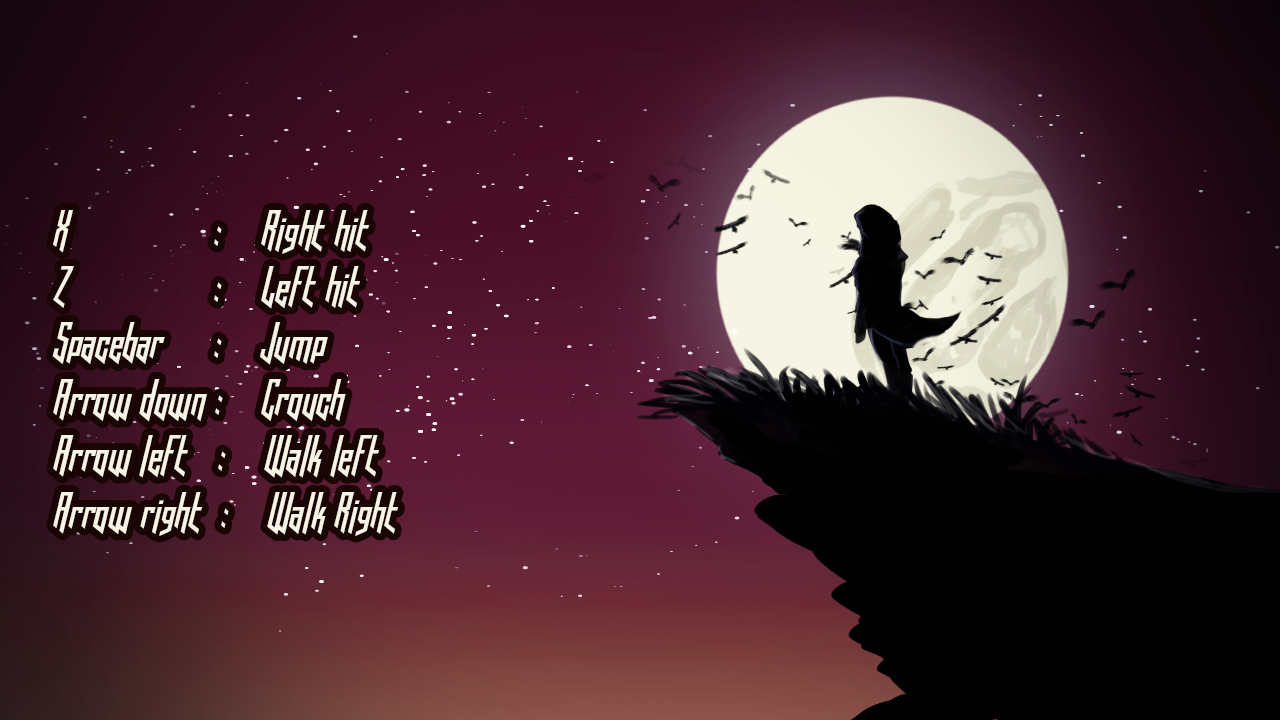 X : Right hit
Z : Left hit
Spacebar : Jump
Arrow down : Crouch
Arrow left : Walk left
Arrow right : Walk Right